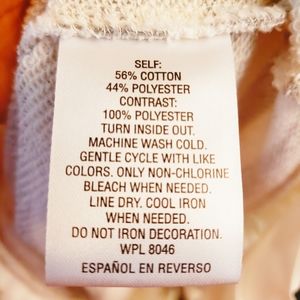 SELF:
56% COTTON
44% POLYESTER
CONTRAST:
100% POLYESTER
TURN INSIDE OUT.
MACHINE WASH COLD.
GENTLE CYCLE WITH LIKE
COLORS. ONLY NON-CHLORINE
BLEACH WHEN NEEDED.
LINE DRY. COOL IRON
WHEN NEEDED.
DO NOT IRON DECORATION.
WPL 8046
ESPAÑOL EN REVERSO